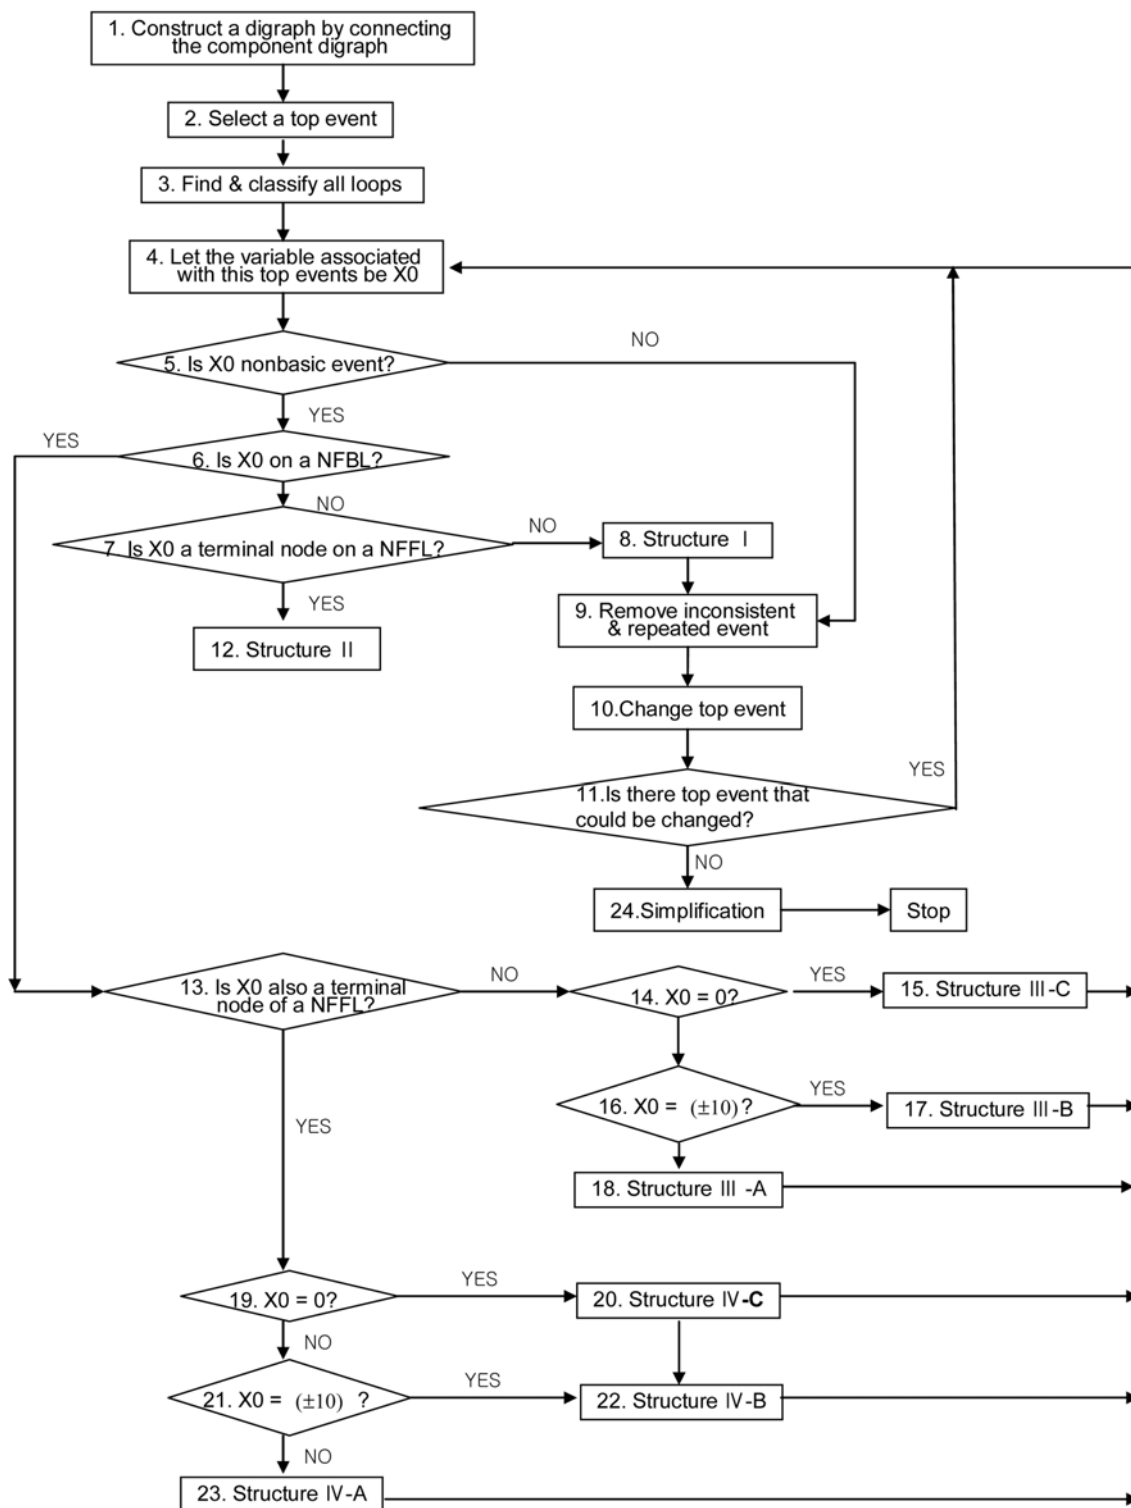 1. Construct a digraph by connecting
the component digraph
2. Select a top event
3. Find & classify all loops
4. Let the variable associated
with this top events be X0
5. Is X0 nonbasic event?
NO
YES
YES
6. Is X0 on a NFBL?
NO
7. Is X0 a terminal node on a NFFL?
NO
8. Structure Ⅰ
YES
9. Remove inconsistent
& repeated event
12. Structure Ⅱ
10.Change top event
YES
11.Is there top event that
could be changed?
NO
24.Simplification
Stop
13. Is X0 also a terminal
node of a NFFL?
NO
14. X0 = 0?
YES
15. Structure Ⅲ-C
16. X0 = (±10) ?
YES
17. Structure Ⅲ-B
YES
18. Structure Ⅲ -A
19. X0 = 0?
YES
20. Structure Ⅳ-C
NO
21. X0 = (±10) ?
YES
22. Structure Ⅳ-B
NO
23. Structure Ⅳ-A